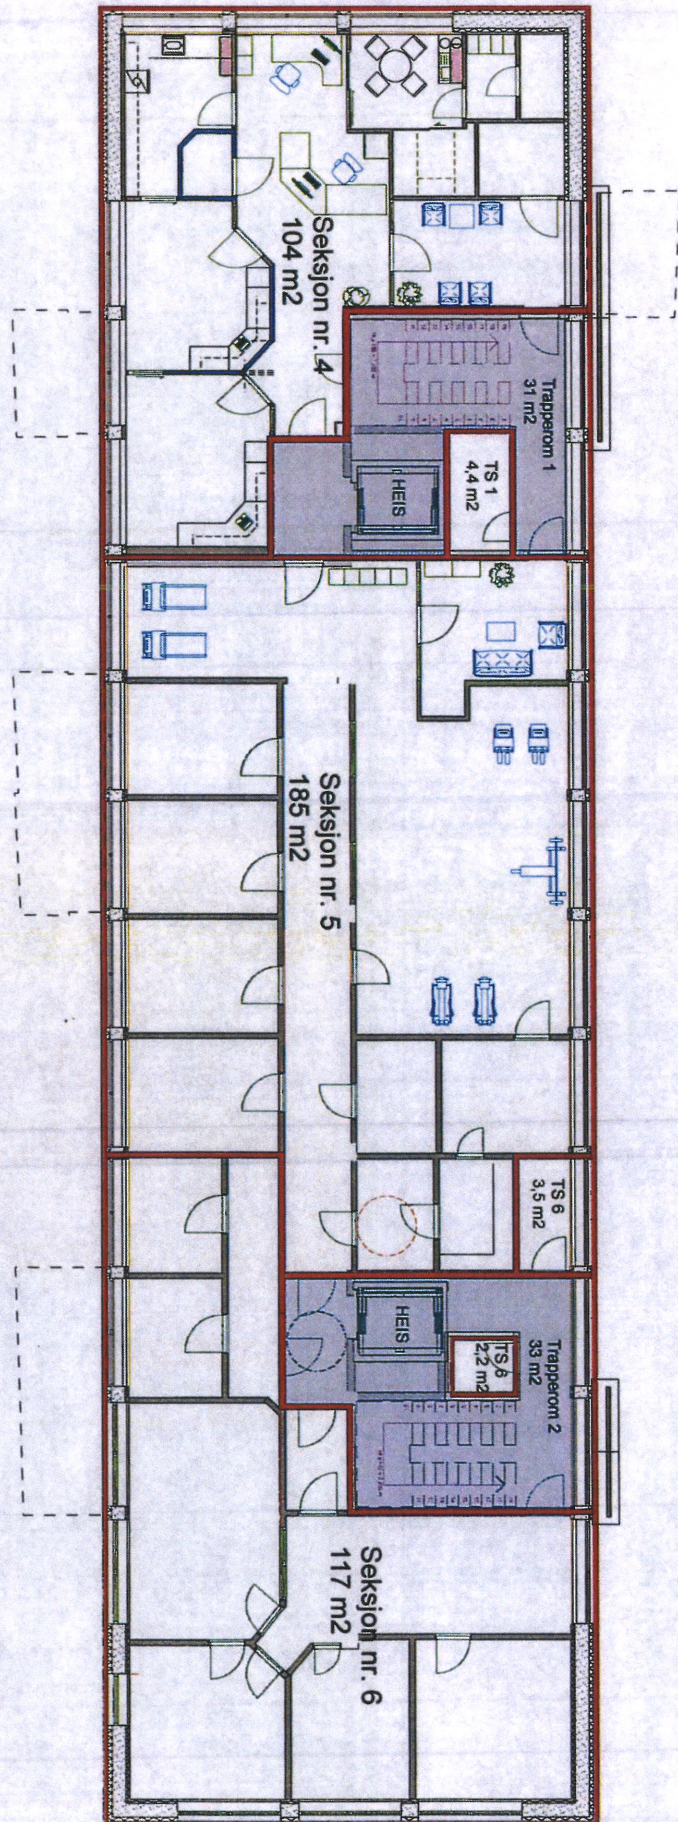 Seksjon nr. 4
104 m2
Trapperom 1
31 m2
TS 1
4,4 m2
HEIS
Seksjon nr. 5
185 m2
TS 6
3,5 m2
HEIS
TS 6
2,2 m2
Trapperom 2
33 m2
Seksjon nr. 6
117 m2